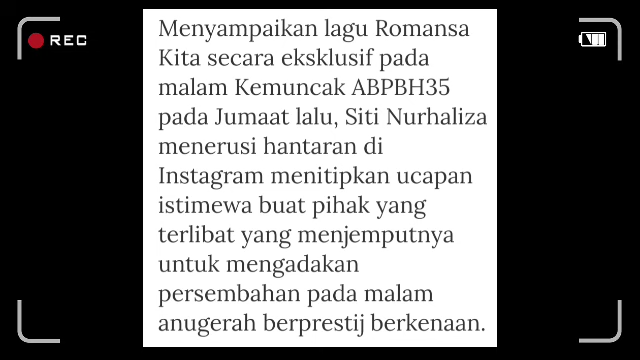 REC
Menyampaikan lagu Romansa
Kita secara eksklusif pada
malam Kemuncak ABPBH35
pada Jumaat lalu, Siti Nurhaliza
menerusi hantaran di
Instagram menitipkan ucapan
istimewa buat pihak yang
terlibat yang menjemputnya
untuk mengadakan
persembahan pada malam
anugerah berprestij berkenaan.